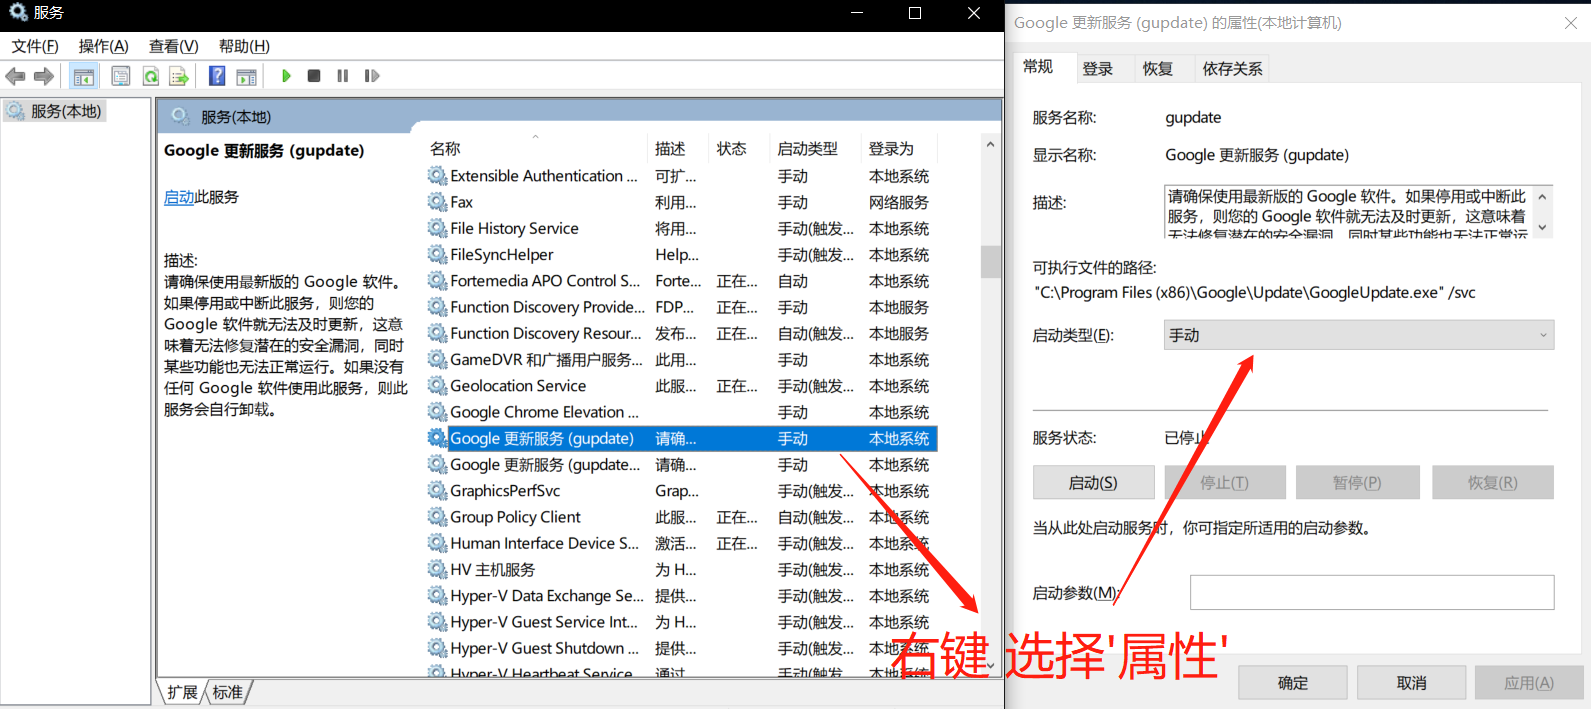 服务
文件(F) 操作(A) 查看(V) 帮助(H)
服务(本地)
服务(本地)
Google 更新服务 (gupdate)
启动此服务
描述:
请确保使用最新版的 Google 软件。
如果停用或中断此服务，则您的
Google 软件就无法及时更新，这意
味着无法修复潜在的安全漏洞，同时
某些功能也无法正常运行。如果没有
任何 Google 软件使用此服务，则此
服务会自行卸载。
名称 描述 状态 启动类型 登录为
Extensible Authentication ... 可扩... 手动 本地系统
Fax 利用... 手动 网络服务
File History Service 将用... 手动(触发... 本地系统
FileSyncHelper Help... 手动(触发... 本地系统
Fortemedia APO Control S... Forte... 正在... 自动 本地系统
Function Discovery Provide... FDP... 正在... 手动 本地服务
Function Discovery Resour... 发布... 正在... 自动(触发... 本地服务
GameDVR 和广播用户服务... 此用... 手动 本地系统
Geolocation Service 此服... 正在... 手动(触发... 本地系统
Google Chrome Elevation ... 手动 本地系统
Google 更新服务 (gupdate) 请确... 手动 本地系统
Google 更新服务 (gupdate... 请确... 手动 本地系统
GraphicsPerfSvc Grap... 手动(触发... 本地系统
Group Policy Client 此服... 正在... 自动(触发... 本地系统
Human Interface Device S... 激活... 正在... 手动(触发... 本地系统
HV 主机服务 为 H... 手动(触发... 本地系统
Hyper-V Data Exchange Se... 提供... 手动(触发... 本地系统
Hyper-V Guest Service Int... 为 H... 手动(触发... 本地系统
Hyper-V Guest Shutdown ... 提供... 手动(触发... 本地系统
Hyper-V Heartbeat Service 通过... 手动(触发... 本地系统
扩展 标准
Google 更新服务 (gupdate) 的属性(本地计算机)
常规 登录 恢复 依存关系
服务名称: gupdate
显示名称: Google 更新服务 (gupdate)
描述: 请确保使用最新版的 Google 软件。如果停用或中断此
服务，则您的 Google 软件就无法及时更新，这意味着
无法修复潜在的安全漏洞，同时某些功能也无法正常运
可执行文件的路径:
"C:\Program Files (x86)\Google\Update\GoogleUpdate.exe" /svc
启动类型(E): 手动
服务状态: 已停止
启动(S) 停止(T) 暂停(P) 恢复(R)
当从此处启动服务时，你可指定所适用的启动参数。
启动参数(M):
右键 选择'属性'
确定 取消 应用(A)